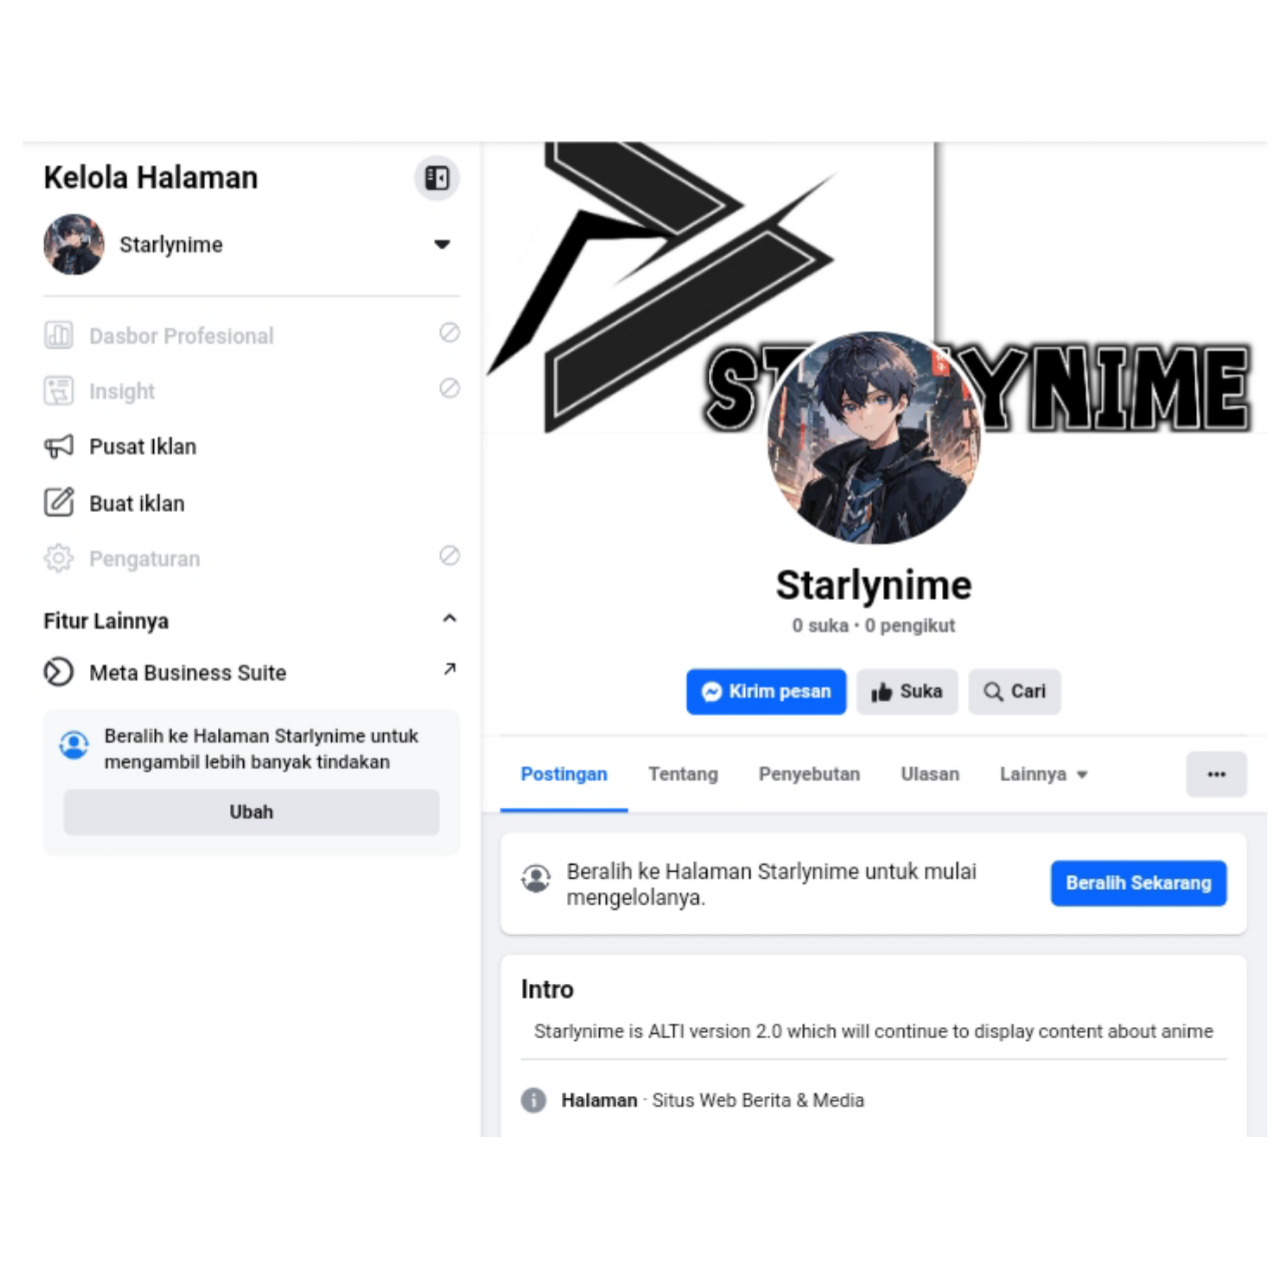 Kelola Halaman
Starlynime
Dasbor Profesional
Insight
Pusat Iklan
Buat iklan
Pengaturan
Fitur Lainnya
Meta Business Suite
Beralih ke Halaman Starlynime untuk
mengambil lebih banyak tindakan
Ubah
ST YNIME
Starlynime
0 suka · 0 pengikut
Kirim pesan
Suka
Cari
Postingan
Tentang
Penyebutan
Ulasan
Lainnya
Beralih ke Halaman Starlynime untuk mulai
mengelolanya.
Beralih Sekarang
Intro
Starlynime is ALTI version 2.0 which will continue to display content about anime
Halaman · Situs Web Berita & Media